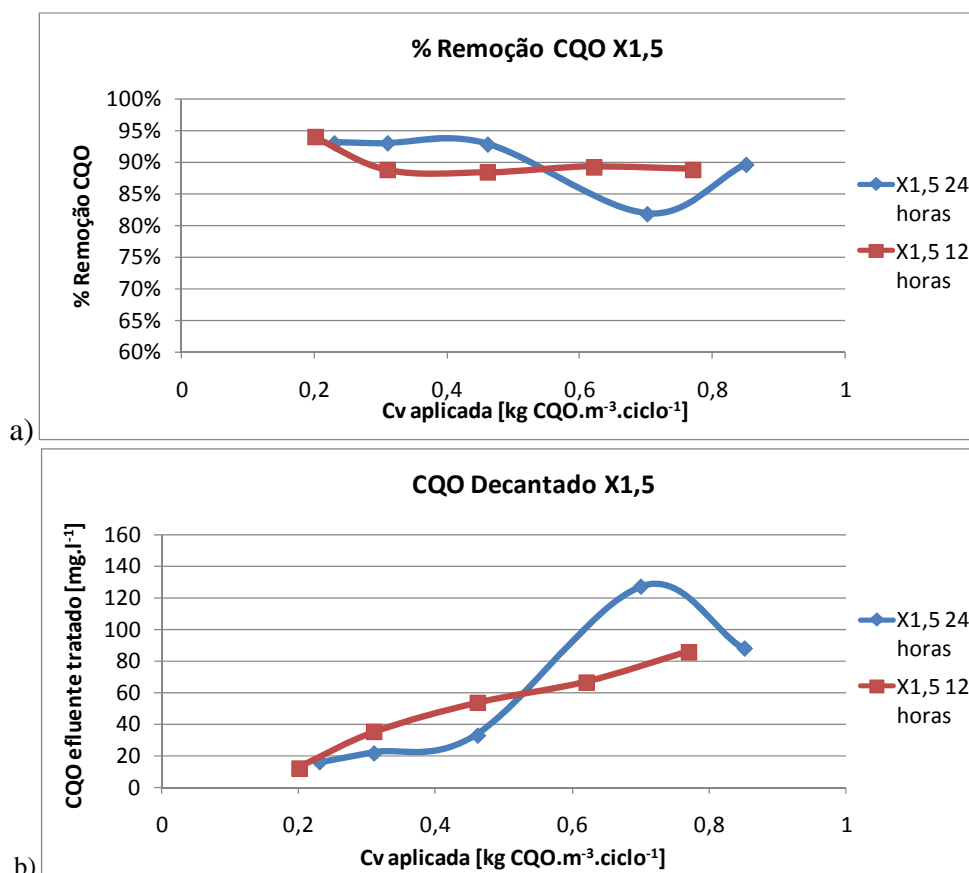 % Remoção CQO X1,5
100%
95%
90%
85%
80%
75%
70%
65%
60%
% Remoção CQO
0
0,2
0,4
0,6
0,8
1
Cv aplicada [kg CQO.m⁻³.ciclo⁻¹]
X1,5 24
horas
X1,5 12
horas
a)
CQO Decantado X1,5
160
140
120
100
80
60
40
20
0
CQO efluente tratado [mg.l⁻¹]
0
0,2
0,4
0,6
0,8
1
Cv aplicada [kg CQO.m⁻³.ciclo⁻¹]
X1,5 24
horas
X1,5 12
horas
b)